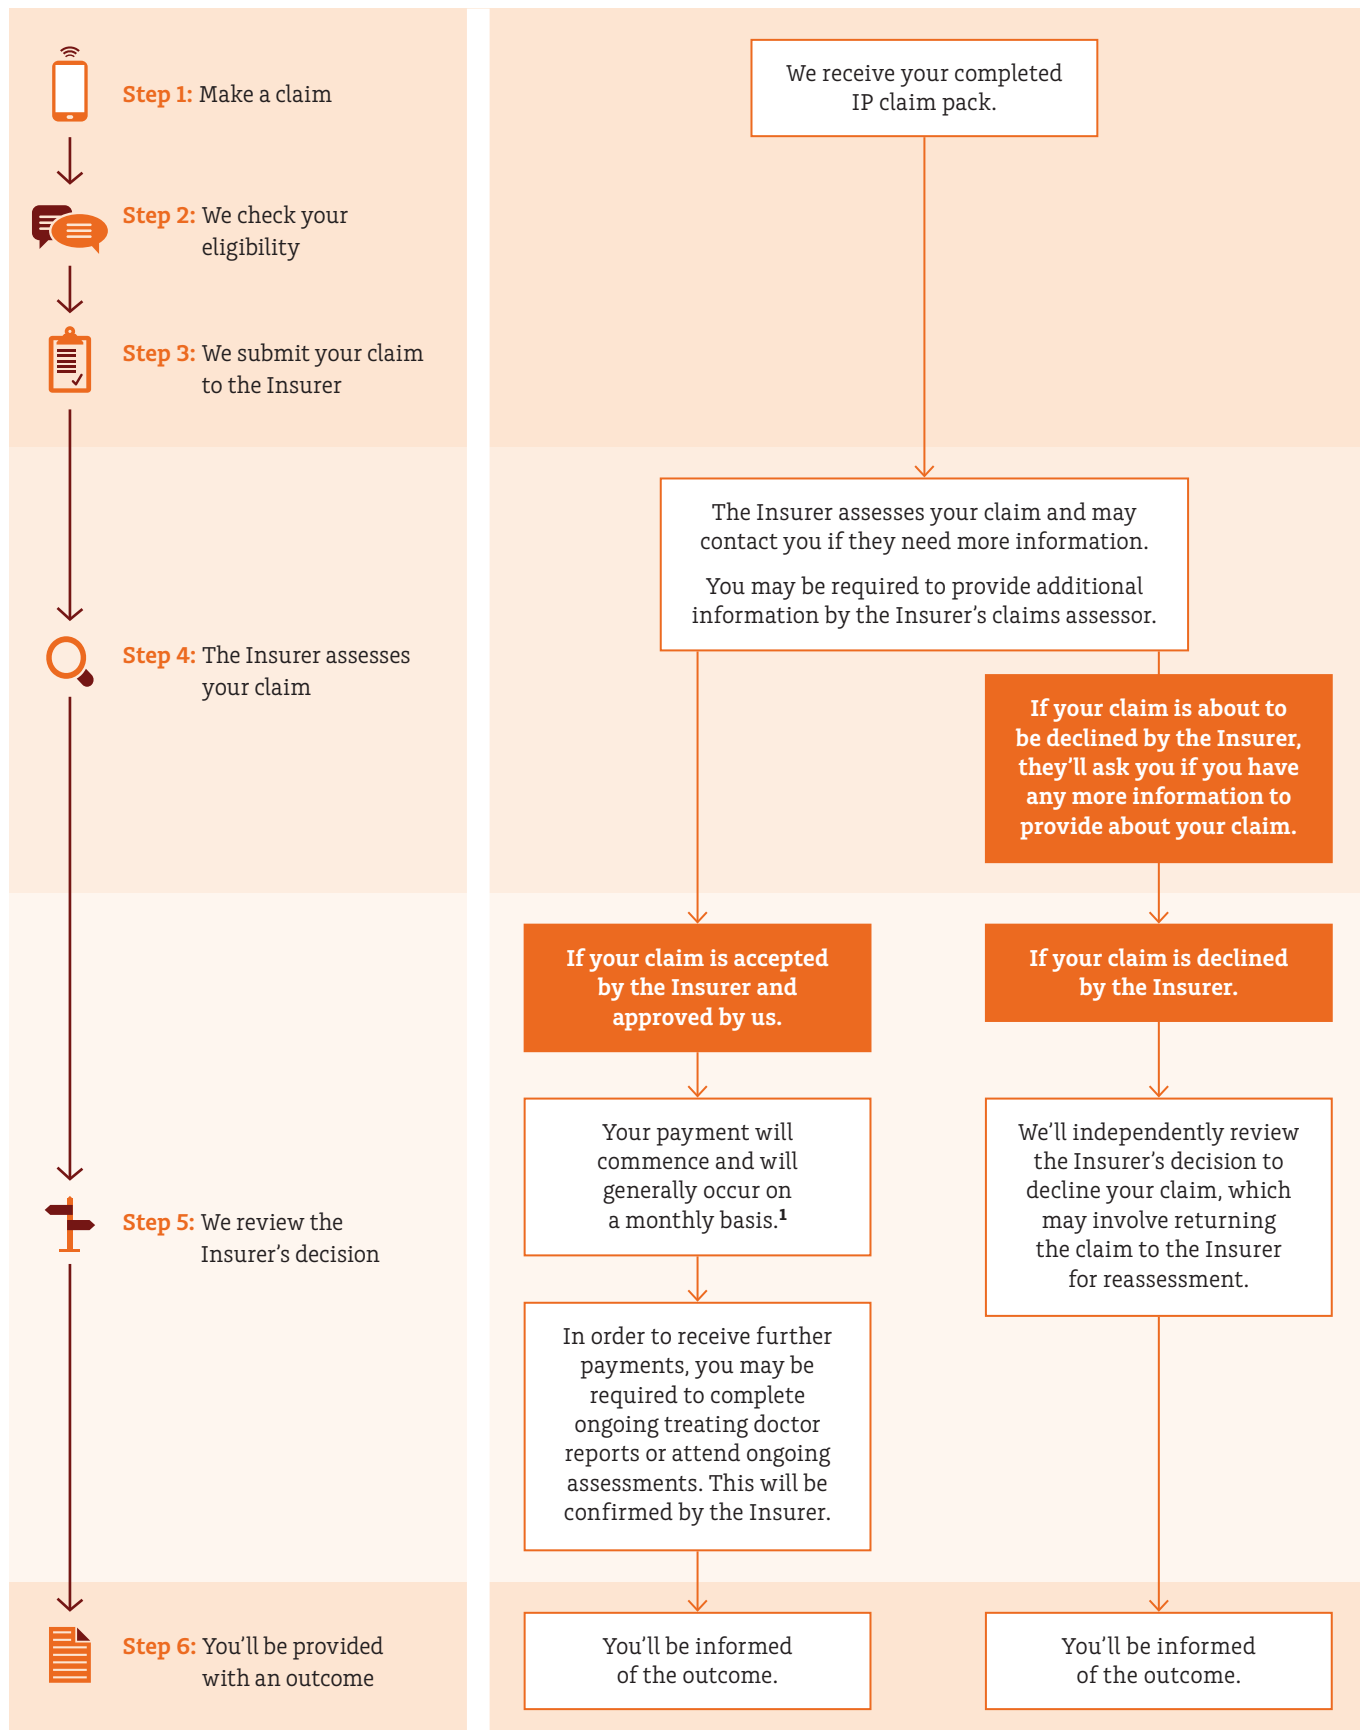 Step 1: Make a claim
Step 2: We check your
eligibility
Step 3: We submit your claim
to the Insurer
Step 4: The Insurer assesses
your claim
Step 5: We review the
Insurer's decision
Step 6: You'll be provided
with an outcome
We receive your completed
IP claim pack.
The Insurer assesses your claim and may
contact you if they need more information.
You may be required to provide additional
information by the Insurer's claims assessor.
If your claim is about to
be declined by the Insurer,
they'll ask you if you have
any more information to
provide about your claim.
If your claim is accepted
by the Insurer and
approved by us.
Your payment will
commence and will
generally occur on
a monthly basis.1
In order to receive further
payments, you may be
required to complete
ongoing treating doctor
reports or attend ongoing
assessments. This will be
confirmed by the Insurer.
You'll be informed
of the outcome.
If your claim is declined
by the Insurer.
We'll independently review
the Insurer's decision to
decline your claim, which
may involve returning
the claim to the Insurer
for reassessment.
You'll be informed
of the outcome.